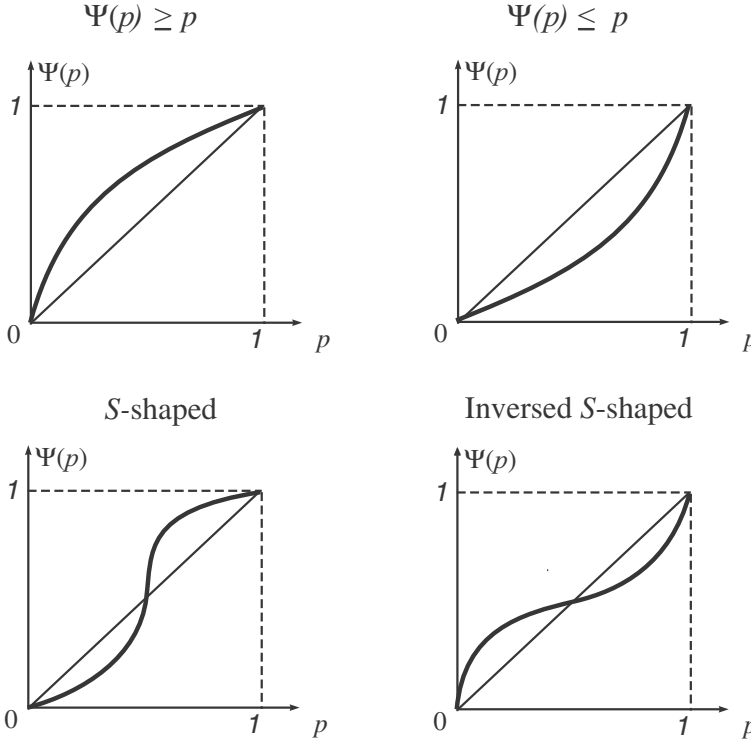 Ψ(p) ≥ p
Ψ(p) ≤ p
Ψ(p)
1
0
1
p
Ψ(p)
1
0
1
p
S-shaped
Inversed S-shaped
Ψ(p)
1
0
1
p
Ψ(p)
1
0
1
p